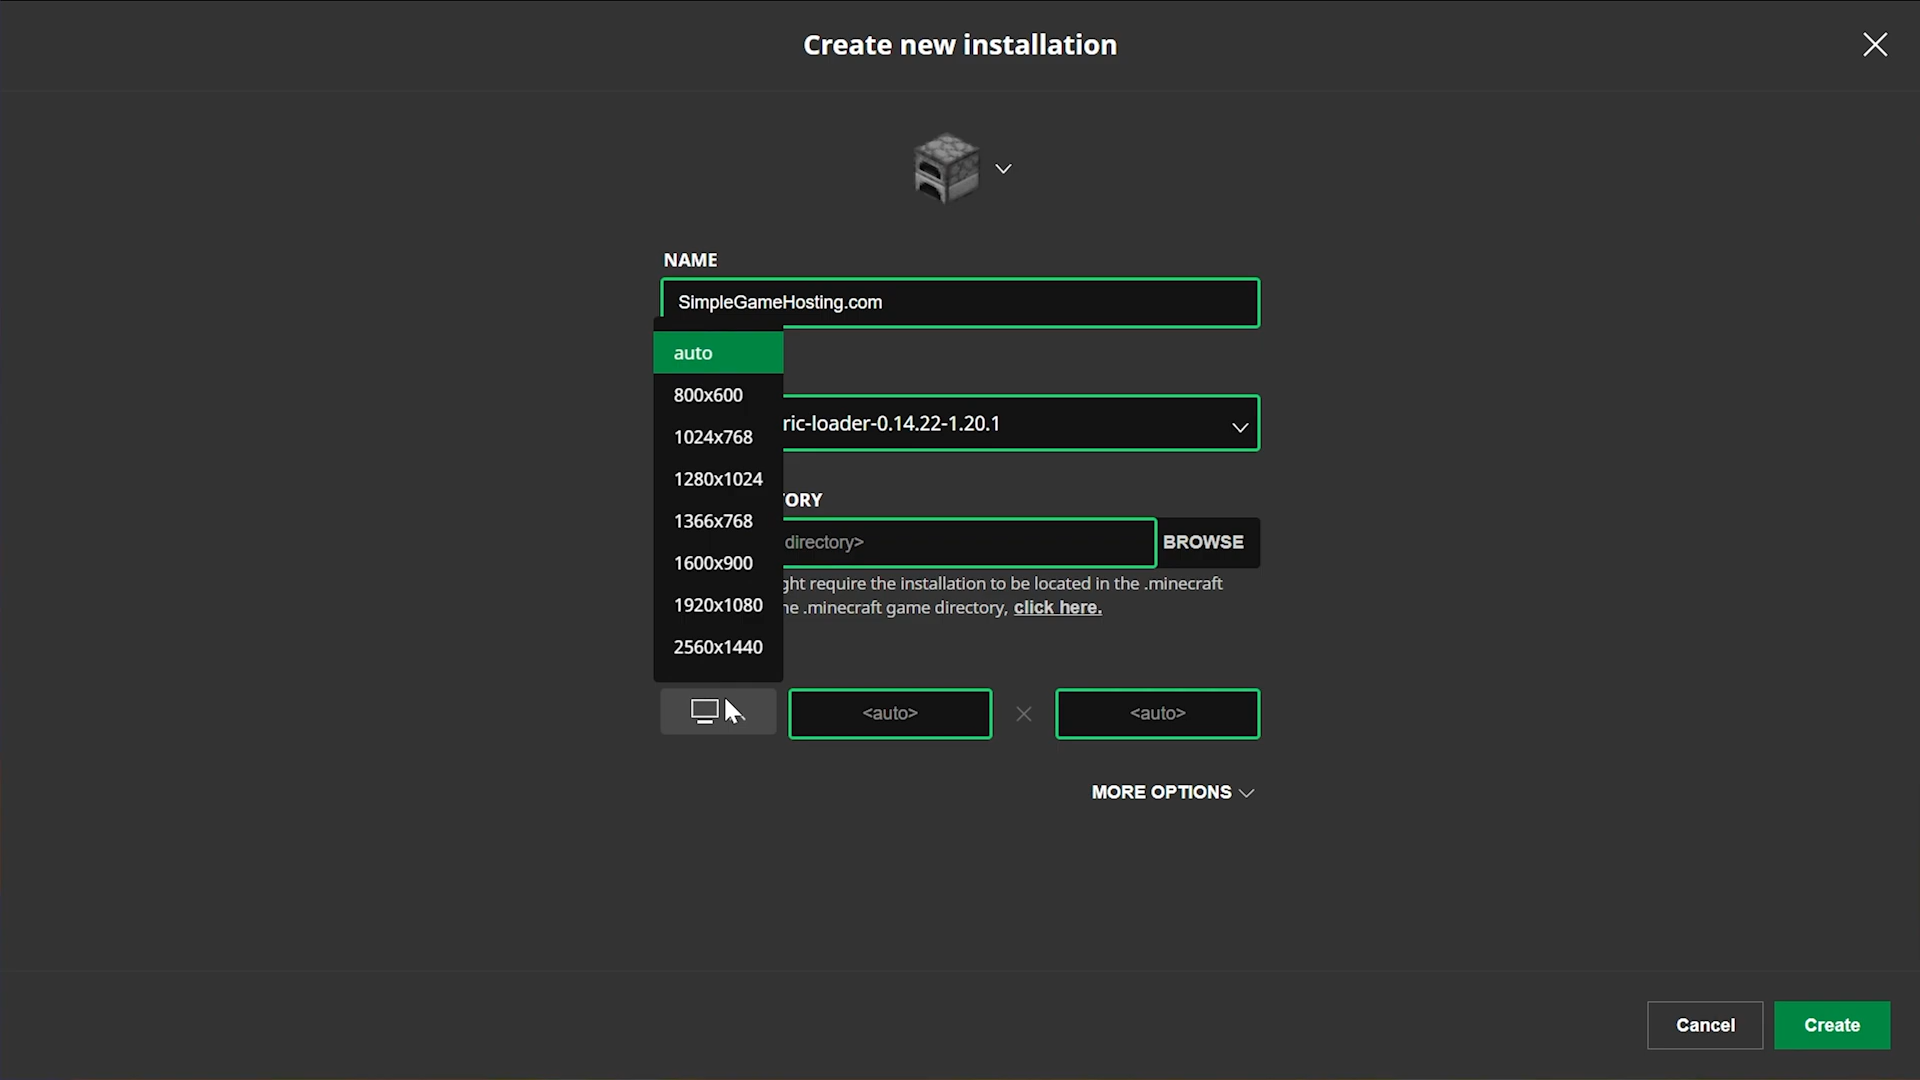 Create new installation
NAME
SimpleGameHosting.com
auto
800x600
1024x768
1280x1024
1366x768
1600x900
1920x1080
2560x1440
ric-loader-0.14.22-1.20.1
ORY
directory>
BROWSE
ght require the installation to be located in the .minecraft
he .minecraft game directory, click here.
<auto>
<auto>
MORE OPTIONS
Cancel
Create